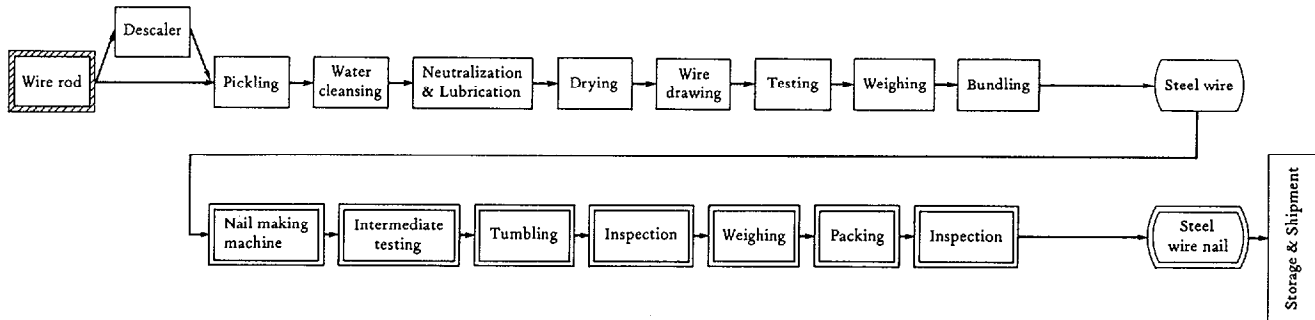 Descaler
Wire rod
Pickling
Water
cleansing
Neutralization
& Lubrication
Drying
Wire
drawing
Testing
Weighing
Bundling
Steel wire
Nail making
machine
Intermediate
testing
Tumbling
Inspection
Weighing
Packing
Inspection
Steel
wire nail
Storage & Shipment